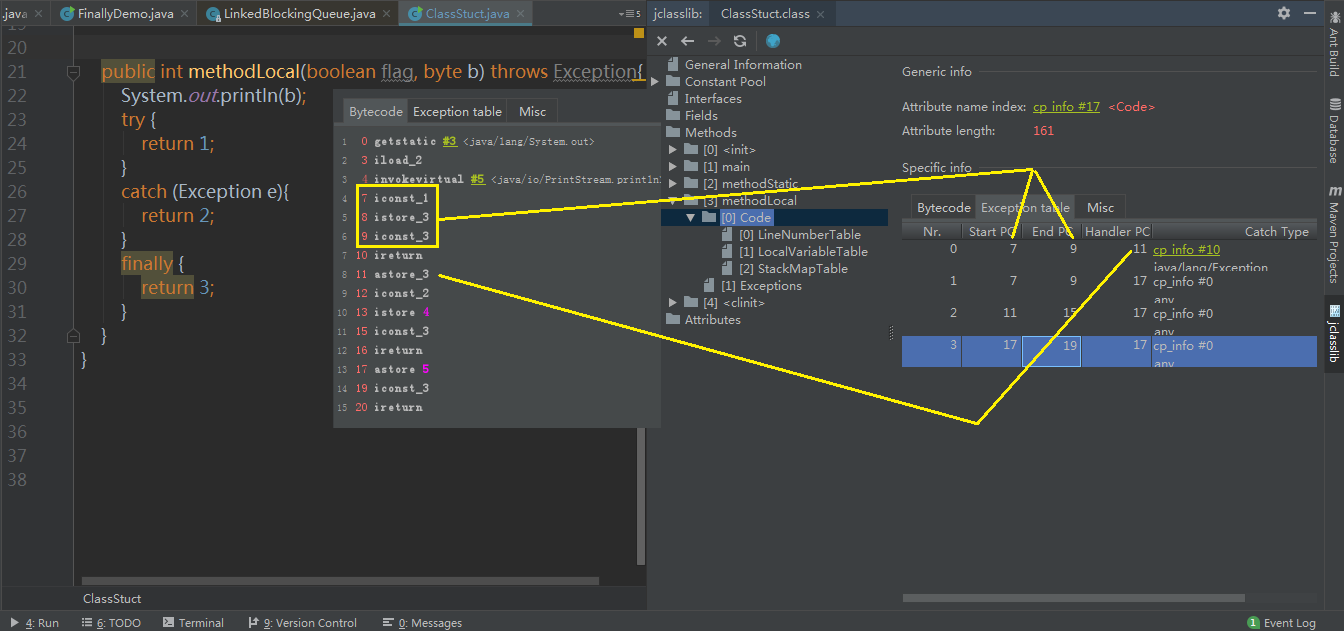 .java
FinallyDemo.java
LinkedBlockingQueue.java
ClassStuct.java
5
jclasslib:
ClassStuct.class
20
21 public int methodLocal(boolean flag, byte b) throws Exception{
22 System.out.println(b);
23 try {
24 return 1;
25 }
26 catch (Exception e){
27 return 2;
28 }
29 finally {
30 return 3;
31 }
32 }
33 }
34
35
36
37
38
Bytecode Exception table Misc
1 0 getstatic #3 <java/lang/System.out>
2 3 iload_2
3 4 invokevirtual #5 <java/io/PrintStream.println
4 7 iconst_1
5 8 istore_3
6 9 iconst_3
7 10 ireturn
8 11 astore_3
9 12 iconst_2
10 13 istore 4
11 15 iconst_3
12 16 ireturn
13 17 astore 5
14 19 iconst_3
15 20 ireturn
General Information
Constant Pool
Interfaces
Fields
Methods
[0] <init>
[1] main
[2] methodStatic
[3] methodLocal
[0] Code
[0] LineNumberTable
[1] LocalVariableTable
[2] StackMapTable
[1] Exceptions
[4] <clinit>
Attributes
Generic info
Attribute name index: cp info #17 <Code>
Attribute length: 161
Specific info
Bytecode Exception table Misc
Nr. Start PC End PC Handler PC Catch Type
0 7 9 11 cp info #10
java/lang/Exception
1 7 9 17 cp_info #0
any
2 11 15 17 cp_info #0
any
3 17 19 17 cp_info #0
any
Ant Build
Database
Maven Projects
jclasslib
ClassStuct
4: Run 6: TODO Terminal 9: Version Control 0: Messages 1 Event Log